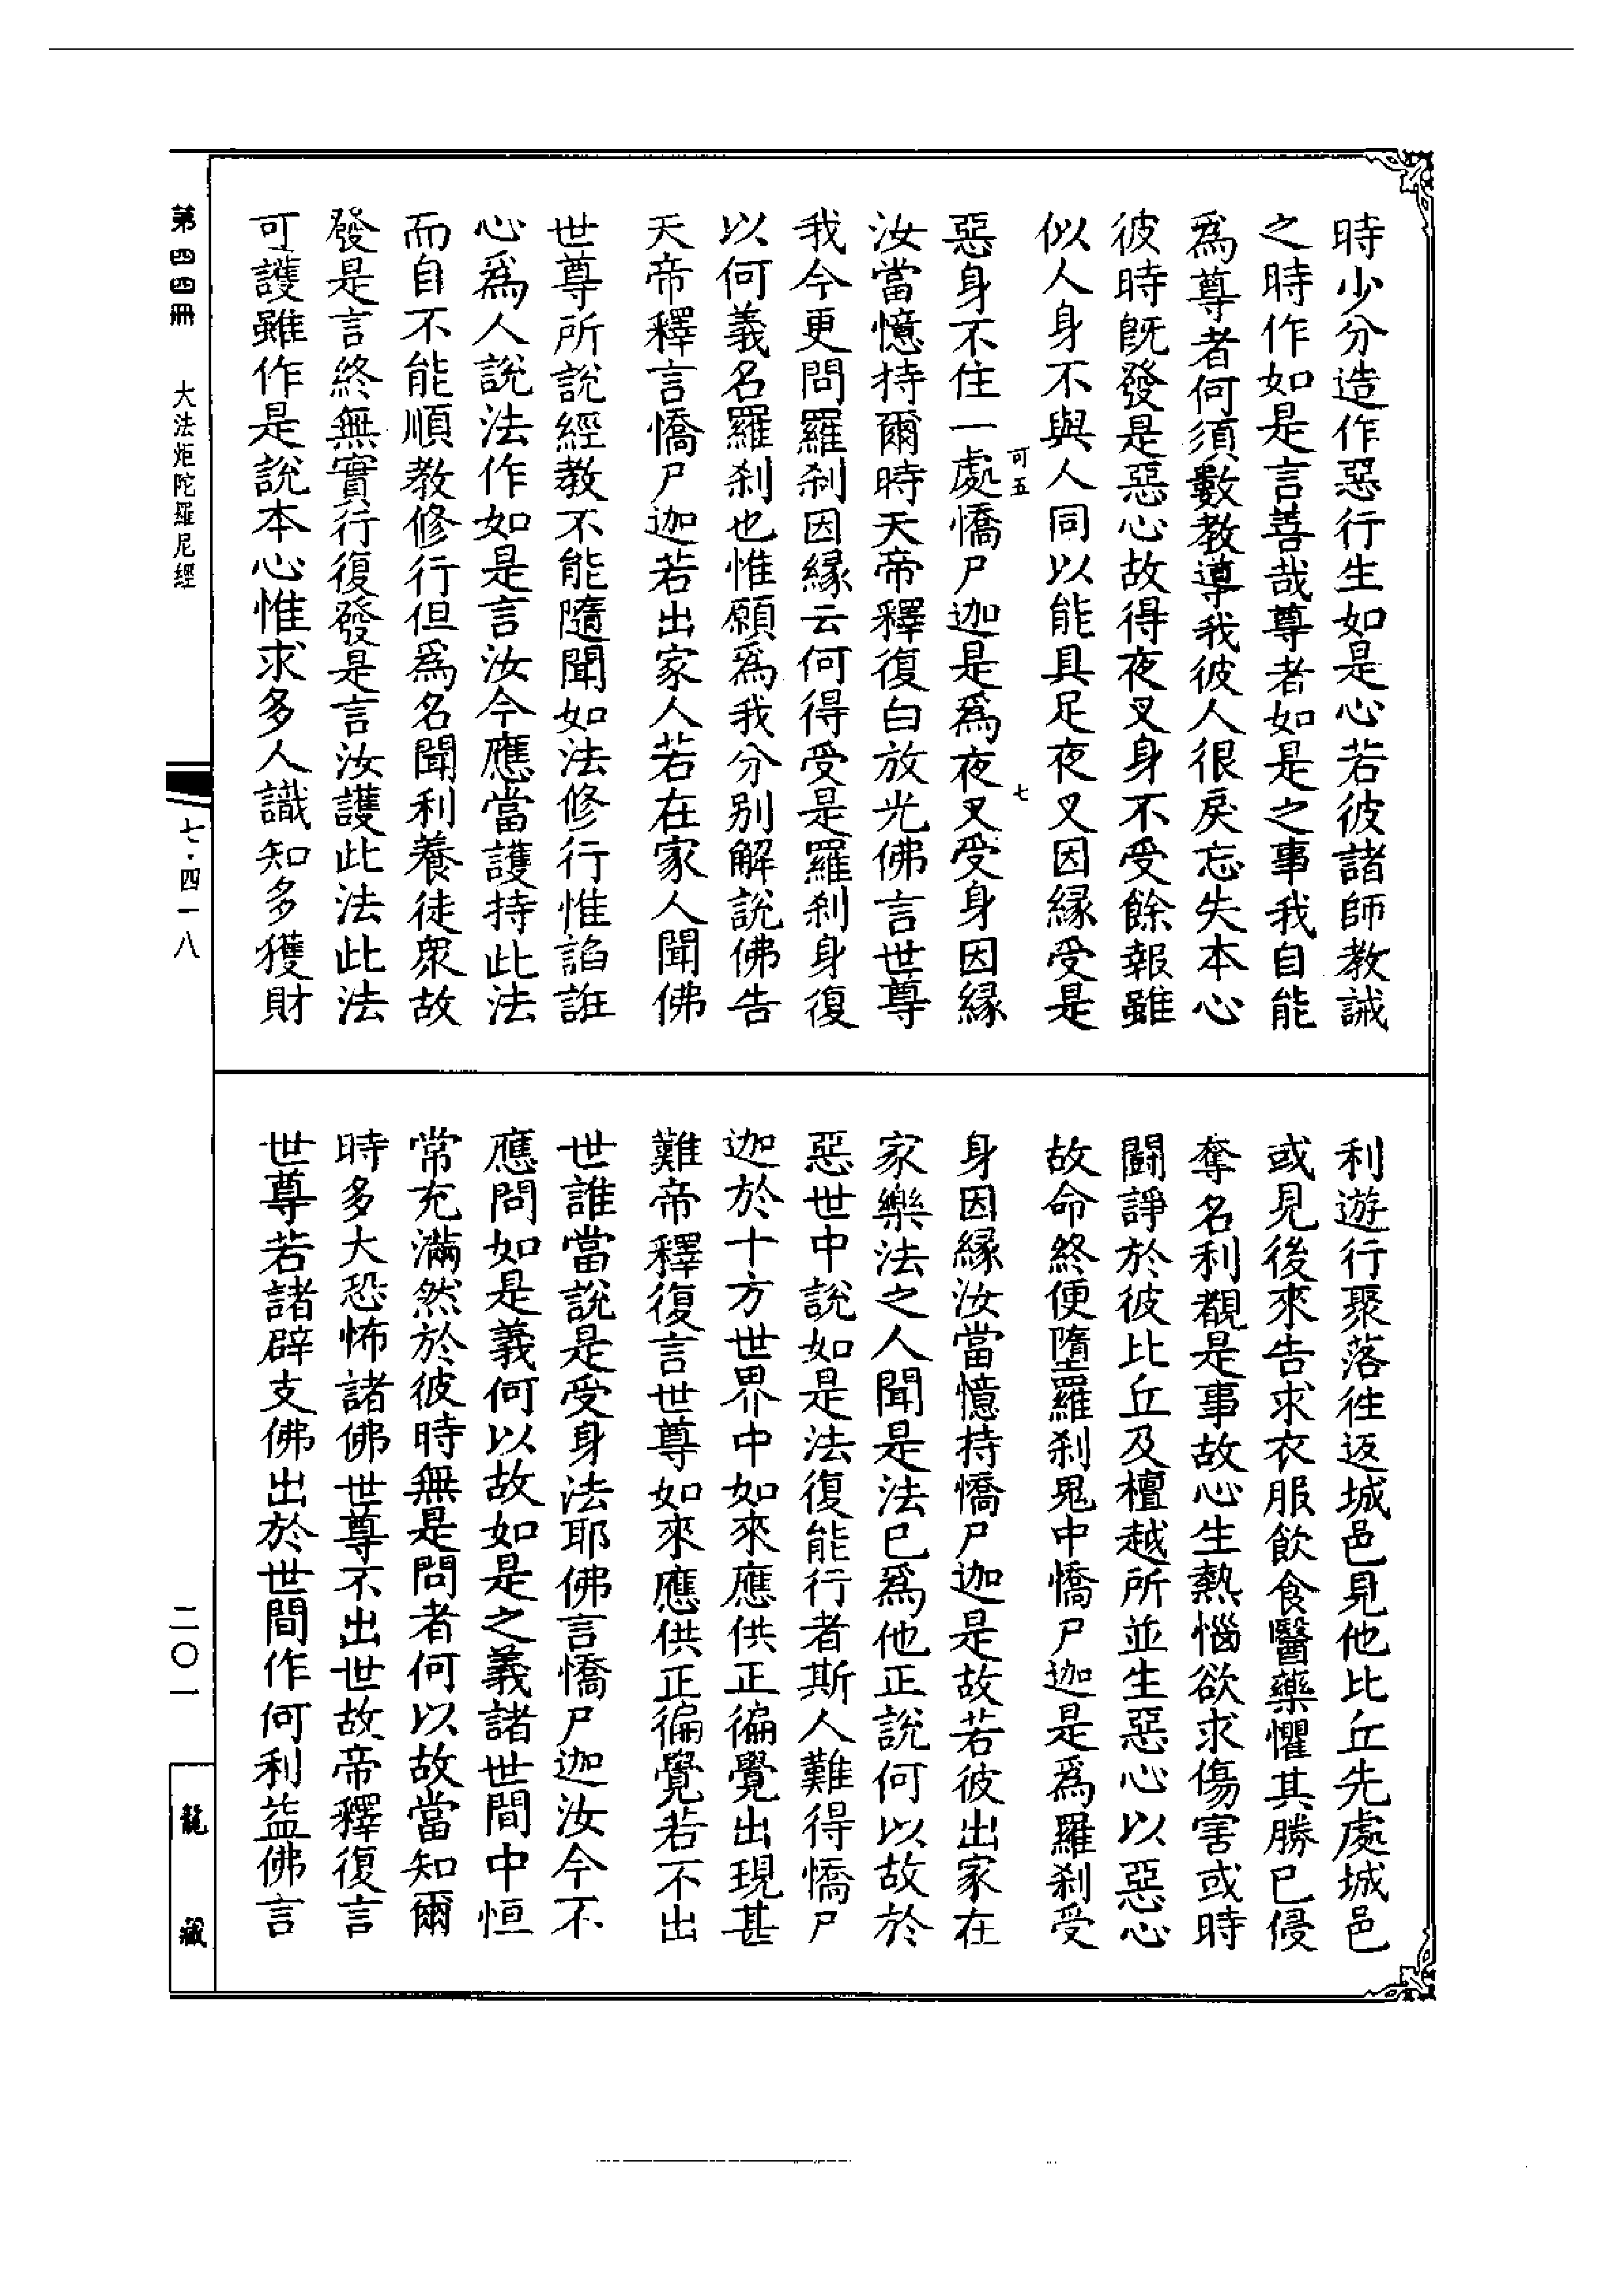 時少分造作惡行生如是心若彼諸師教誡
之時作如是言善哉尊者如是之事我自能
為尊者何須數教導我彼人很戾忘失本心
彼時既發是惡心故得夜叉身不受餘報雖
似人身不與人同以能具足夜叉因緣受是
可五
七
惡身不住一處憍尸迦是為夜叉受身因緣
汝當憶持爾時天帝釋復白放光佛言世尊
我今更問羅刹因緣云何得受是羅刹身復
以何義名羅刹也惟願為我分別解說佛告
天帝釋言憍尸迦若出家人若在家人聞佛
世尊所說經教不能隨聞如法修行惟諂誑
心為人說法作如是言汝今應當護持此法
而自不能順教修行但為名聞利養徒眾故
發是言終無實行復發是言汝護此法此法
可護雖作是說本心惟求多人識知多獲財
利遊行聚落往返城邑見他比丘先處城邑
或見後來告求衣服飲食醫藥懼其勝已侵
奪名利覩是事故心生熱惱欲求傷害或時
鬪諍於彼比丘及檀越所並生惡心以惡心
故命終便墮羅刹鬼中憍尸迦是為羅刹受
身因緣汝當憶持憍尸迦是故若彼出家在
家樂法之人聞是法已為他正說何以故於
惡世中說如是法復能行者斯人難得憍尸
迦於十方世界中如來應供正徧覺出現甚
難帝釋復言世尊如來應供正徧覺若不出
世誰當說是受身法耶佛言憍尸迦汝今不
應問如是義何以故如是之義諸世間中恒
常充滿然於彼時無是問者何以故當知爾
時多大恐怖諸佛世尊不出世故帝釋復言
世尊若諸辟支佛出於世間作何利益佛言
第四四冊 大法炬陀羅尼經
七·四一八
二〇一
龍藏